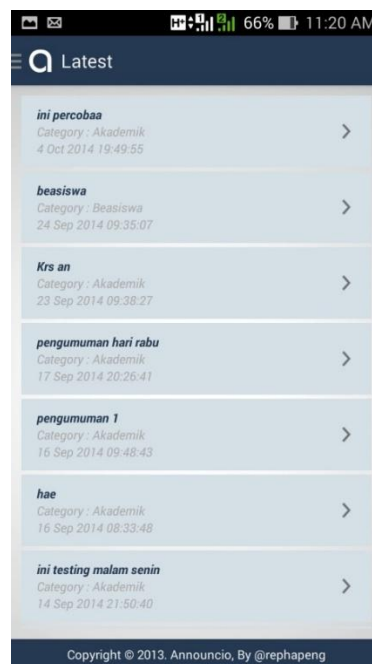 66% 11:20 AM
Latest
ini percobaa
Category : Akademik
4 Oct 2014 19:49:55
beasiswa
Category : Beasiswa
24 Sep 2014 09:35:07
Krs an
Category : Akademik
23 Sep 2014 09:38:27
pengumuman hari rabu
Category : Akademik
17 Sep 2014 20:26:41
pengumuman 1
Category : Akademik
16 Sep 2014 09:48:43
hae
Category : Akademik
16 Sep 2014 08:33:48
ini testing malam senin
Category : Akademik
14 Sep 2014 21:50:40
Copyright © 2013. Announcio, By @rephapeng